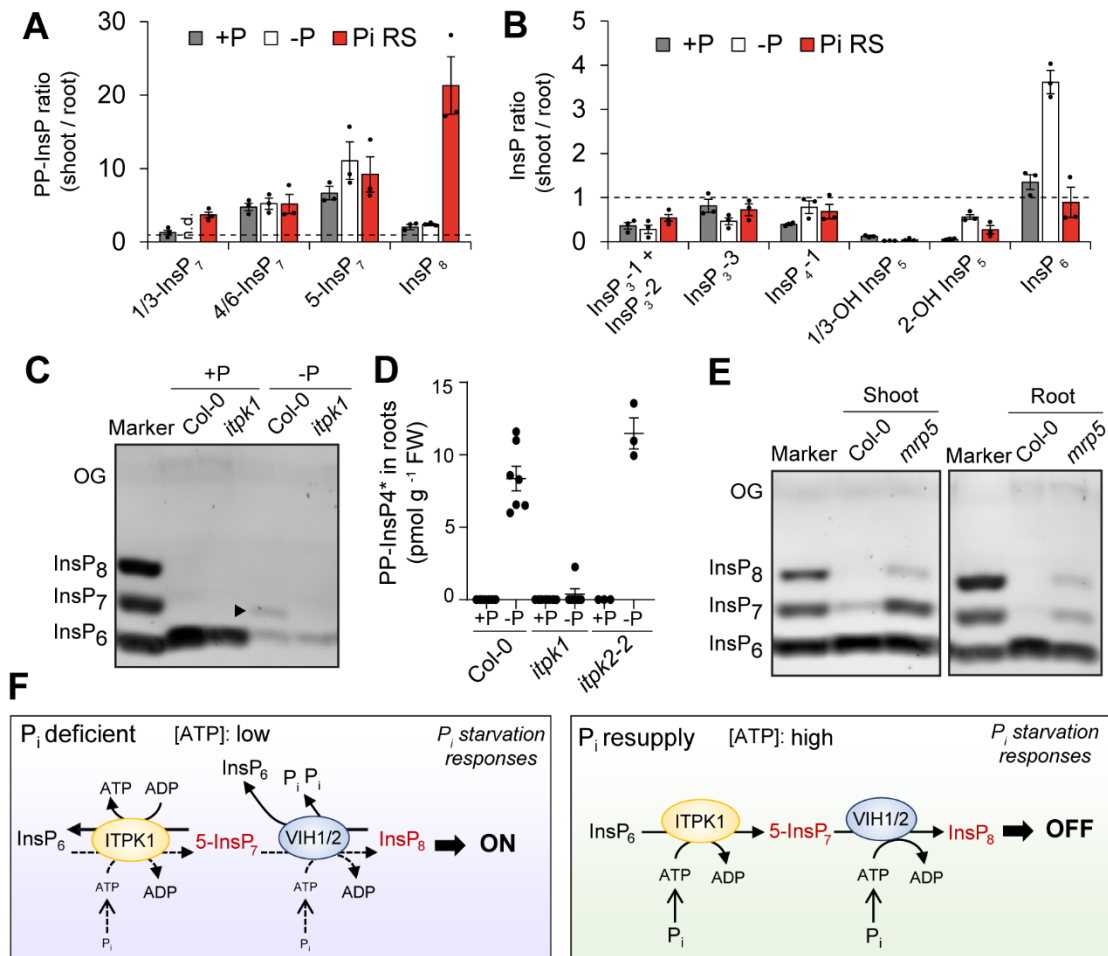 A
PP-InsP ratio
(shoot / root)
+P -P Pi RS
30
20
10
0
n.d.
1/3-InsP₇
4/6-InsP₇
5-InsP₇
InsP₈
B
InsP ratio
(shoot / root)
+P -P Pi RS
5
4
3
2
1
0
InsP₃-1 +
InsP₃-2
InsP₃-3
InsP₄-1
1/3-OH InsP₅
2-OH InsP₅
InsP₆
C
+P -P
Marker Col-0 itpk1 Col-0 itpk1
OG
InsP₈
InsP₇
InsP₆
D
PP-InsP4* in roots
(pmol g ⁻¹ FW)
15
10
5
0
+P -P +P -P +P -P
Col-0 itpk1 itpk2-2
E
Shoot Root
Marker Col-0 mrp5 Marker Col-0 mrp5
OG
InsP₈
InsP₇
InsP₆
F
Pᵢ deficient [ATP]: low Pᵢ starvation
responses
InsP₆ Pᵢ Pᵢ
ATP ADP
InsP₆ ITPK1 5-InsP₇ VIH1/2 InsP₈ ON
ATP ADP ATP ADP
Pᵢ Pᵢ
Pᵢ resupply [ATP]: high Pᵢ starvation
responses
InsP₆ ITPK1 5-InsP₇ VIH1/2 InsP₈ OFF
ATP ADP ATP ADP
Pᵢ Pᵢ